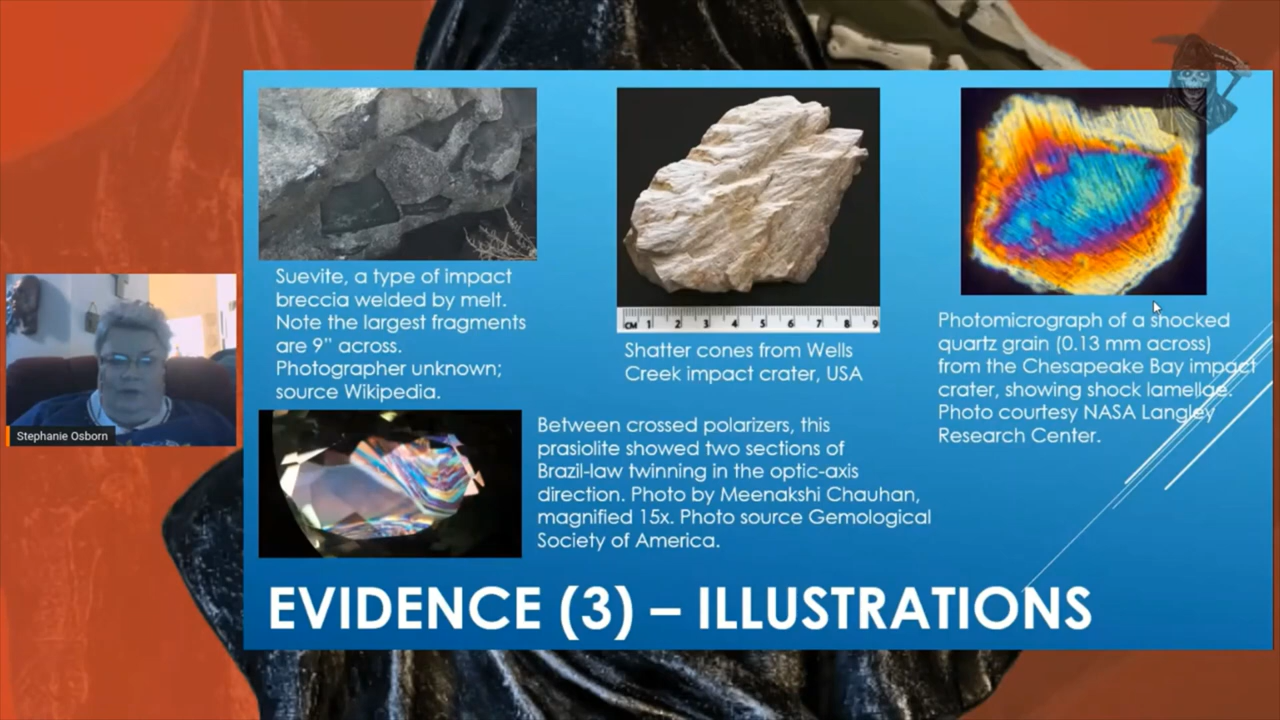 Suevite, a type of impact
breccia welded by melt.
Note the largest fragments
are 9” across.
Photographer unknown;
source Wikipedia.
CM 1 2 3 4 5 6 7 8 9
Shatter cones from Wells
Creek impact crater, USA
Photomicrograph of a shocked
quartz grain (0.13 mm across)
from the Chesapeake Bay impact
crater, showing shock lamellae.
Photo courtesy NASA Langley
Research Center.
Between crossed polarizers, this
prasiolite showed two sections of
Brazil-law twinning in the optic-axis
direction. Photo by Meenakshi Chauhan,
magnified 15x. Photo source Gemological
Society of America.
EVIDENCE (3) – ILLUSTRATIONS
Stephanie Osborn